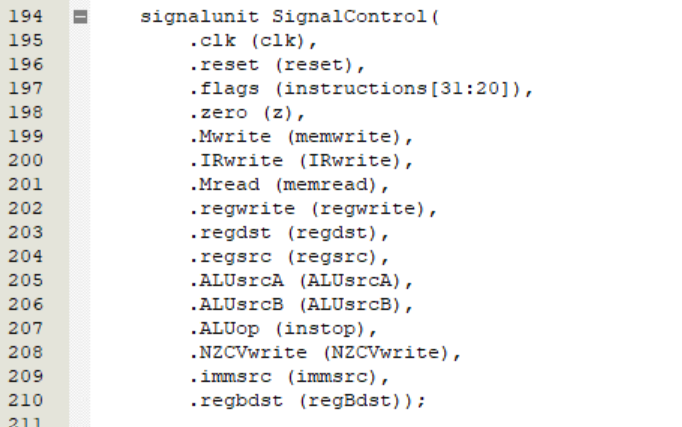 194 signalunit SignalControl(
195 .clk (clk),
196 .reset (reset),
197 .flags (instructions[31:20]),
198 .zero (z),
199 .Mwrite (memwrite),
200 .IRwrite (IRwrite),
201 .Mread (memread),
202 .regwrite (regwrite),
203 .regdst (regdst),
204 .regsrc (regsrc),
205 .ALUsrcA (ALUsrcA),
206 .ALUsrcB (ALUsrcB),
207 .ALUop (instop),
208 .NZCVwrite (NZCVwrite),
209 .immsrc (immsrc),
210 .regbdst (regBdst));
211